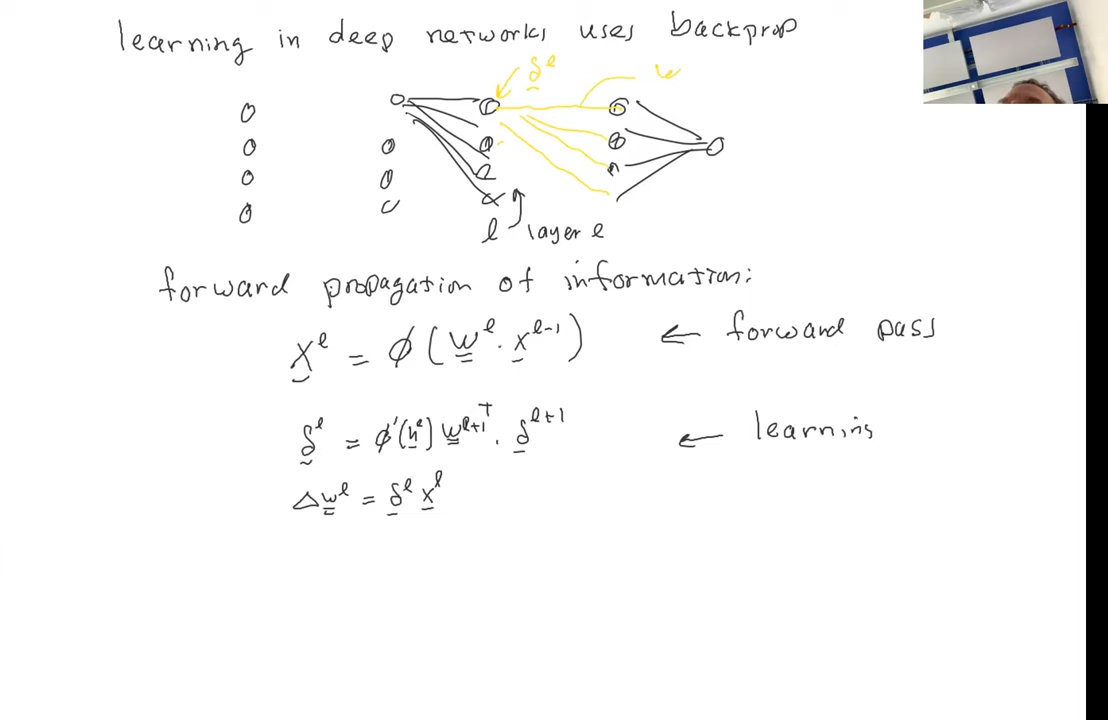 learning in deep networks uses backprop
δ^ℓ w
ℓ layer ℓ
forward propagation of information:
x^ℓ = ϕ(w^ℓ · x^{ℓ-1}) ← forward pass
δ^ℓ = ϕ'(h^ℓ) w^{ℓ+1 T} · δ^{ℓ+1} ← learning
Δw^ℓ = δ^ℓ x^ℓ